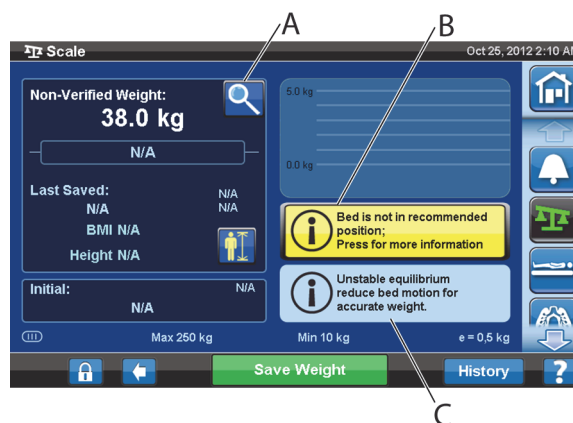 A
B
Scale
Oct 25, 2012 2:10 AM
Non-Verified Weight:
38.0 kg
N/A
Last Saved:
N/A
N/A
N/A
BMI N/A
Height N/A
Initial:
N/A
N/A
5.0 kg
0.0 kg
Bed is not in recommended
position;
Press for more information
Unstable equilibrium
reduce bed motion for
accurate weight.
III
Max 250 kg
Min 10 kg
e = 0,5 kg
Save Weight
History
?
C